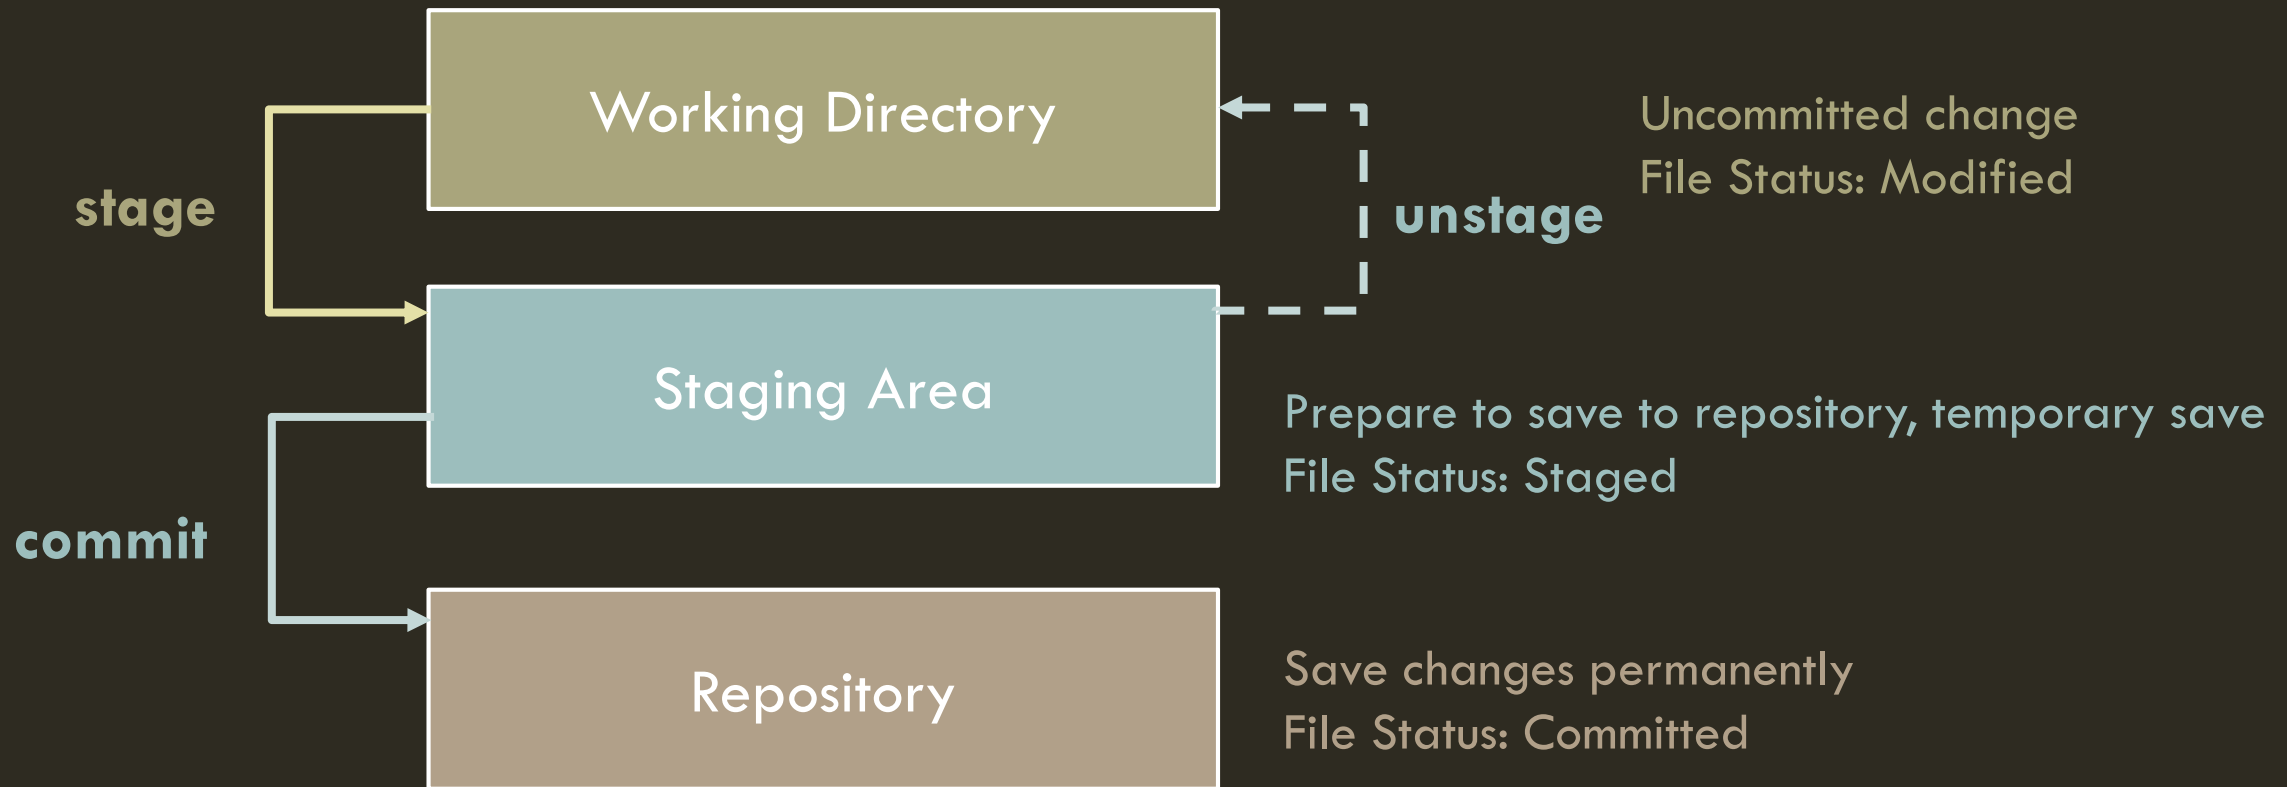 Working Directory
Uncommitted change
File Status: Modified
stage
unstage
Staging Area
Prepare to save to repository, temporary save
File Status: Staged
commit
Repository
Save changes permanently
File Status: Committed